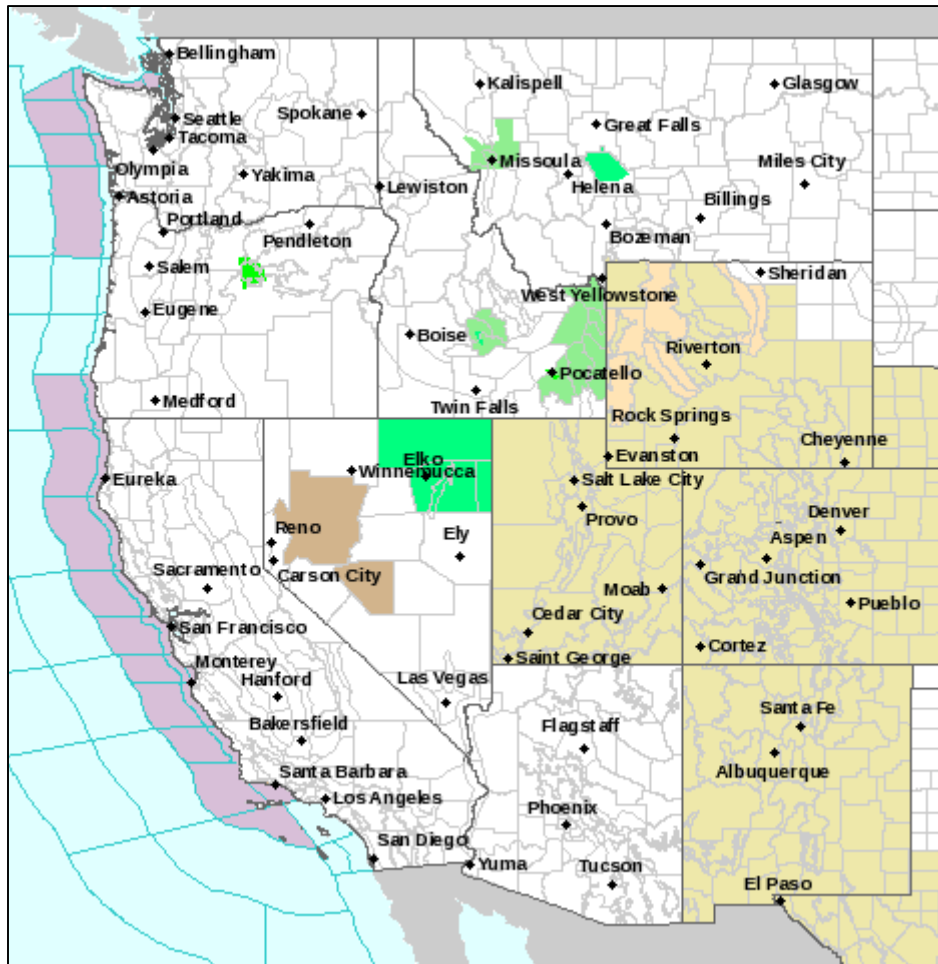 Bellingham
Kalispell
Glasgow
Spokane
Seattle
Great Falls
Tacoma
Olympia
Missoula
Miles City
Yakima
Lewiston
Helena
Astoria
Billings
Portland
Pendleton
Bozeman
Salem
Sheridan
West Yellowstone
Eugene
Boise
Riverton
Pocatello
Medford
Twin Falls
Rock Springs
Cheyenne
Evanston
Elko
Winnemucca
Eureka
Salt Lake City
Provo
Denver
Reno
Ely
Aspen
Sacramento
Carson City
Grand Junction
Moab
Pueblo
Cedar City
San Francisco
Cortez
Saint George
Monterey
Hanford
Las Vegas
Santa Fe
Bakersfield
Flagstaff
Albuquerque
Santa Barbara
Los Angeles
Phoenix
San Diego
Yuma
Tucson
El Paso